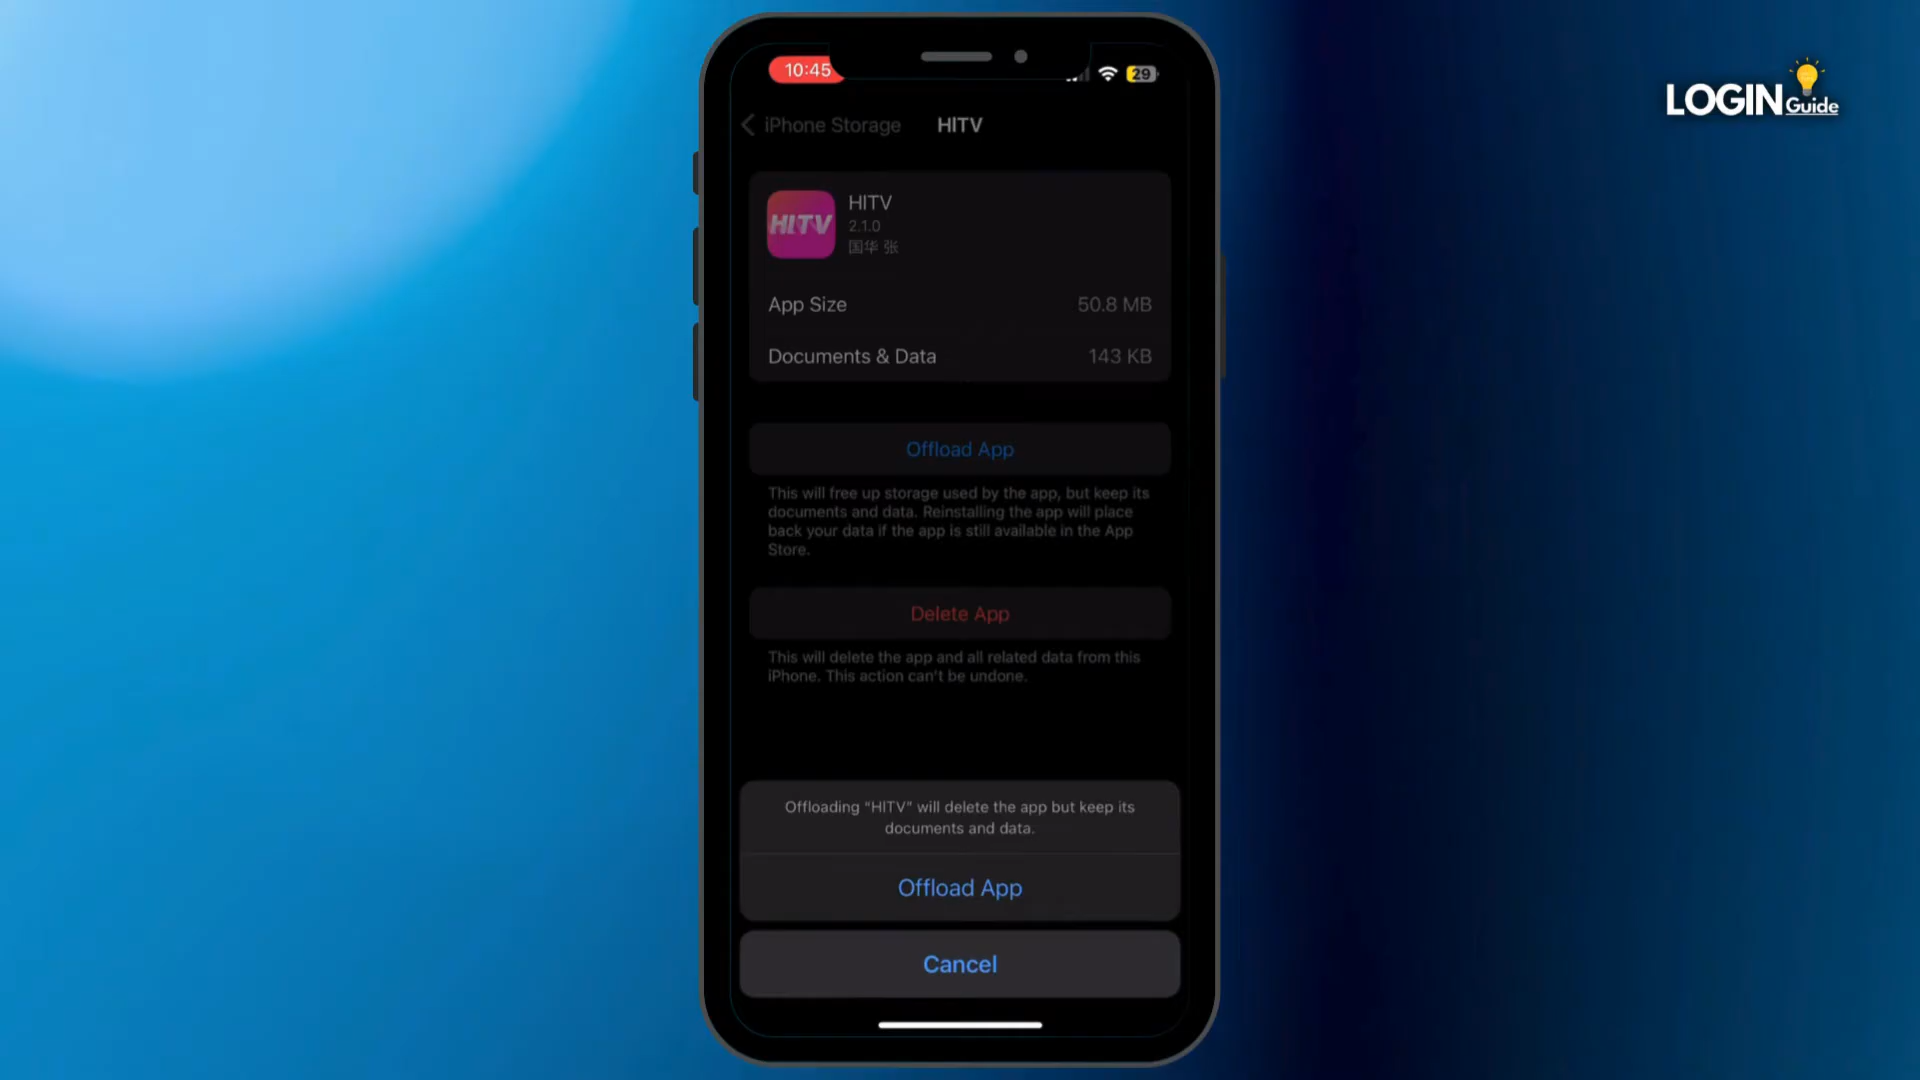 10:45
29
LOGIN Guide
iPhone Storage
HITV
HITV
HITV
2.1.0
国华 张
App Size
50.8 MB
Documents & Data
143 KB
Offload App
This will free up storage used by the app, but keep its
documents and data. Reinstalling the app will place
back your data if the app is still available in the App
Store.
Delete App
This will delete the app and all related data from this
iPhone. This action can't be undone.
Offloading "HITV" will delete the app but keep its
documents and data.
Offload App
Cancel